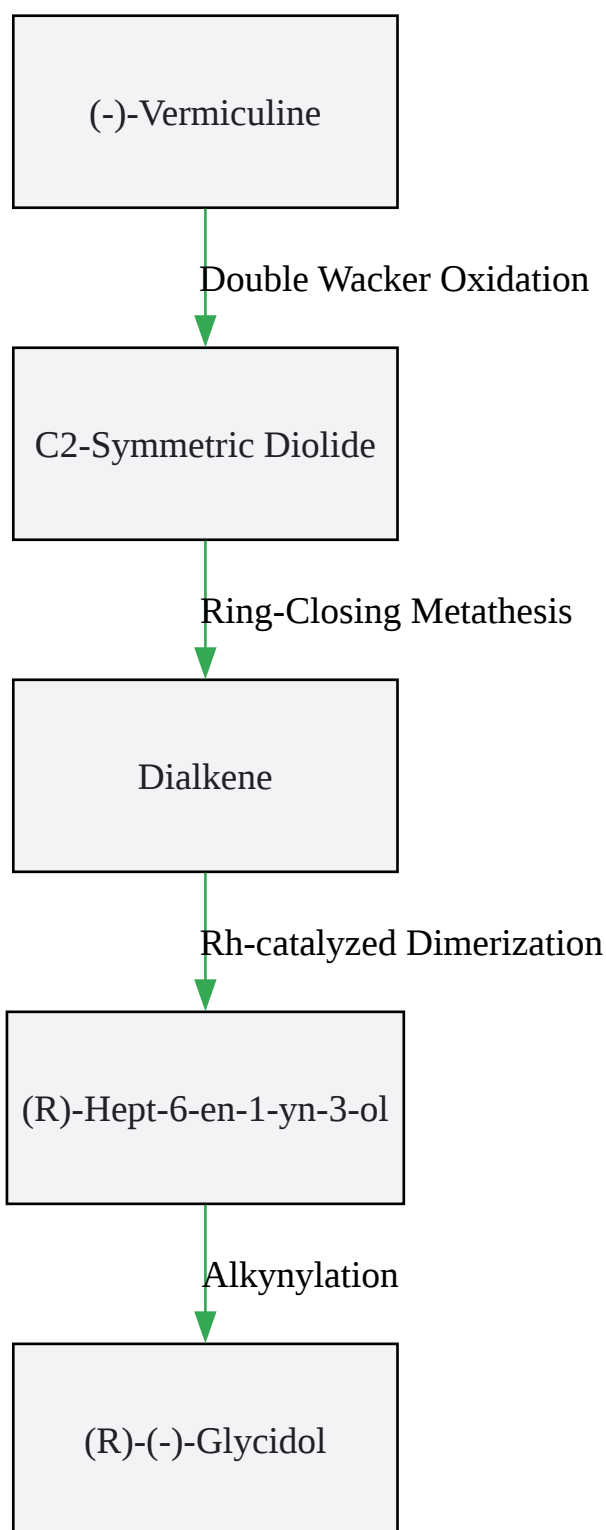 (-)-Vermiculine
Double Wacker Oxidation
C2-Symmetric Diolide
Ring-Closing Metathesis
Dialkene
Rh-catalyzed Dimerization
(R)-Hept-6-en-1-yn-3-ol
Alkynylation
(R)-(-)-Glycidol